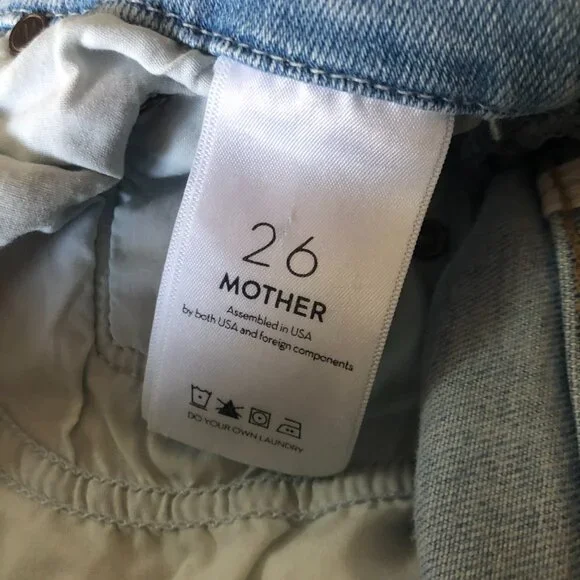 26
MOTHER
Assembled in USA
by both USA and foreign components
DO YOUR OWN LAUNDRY